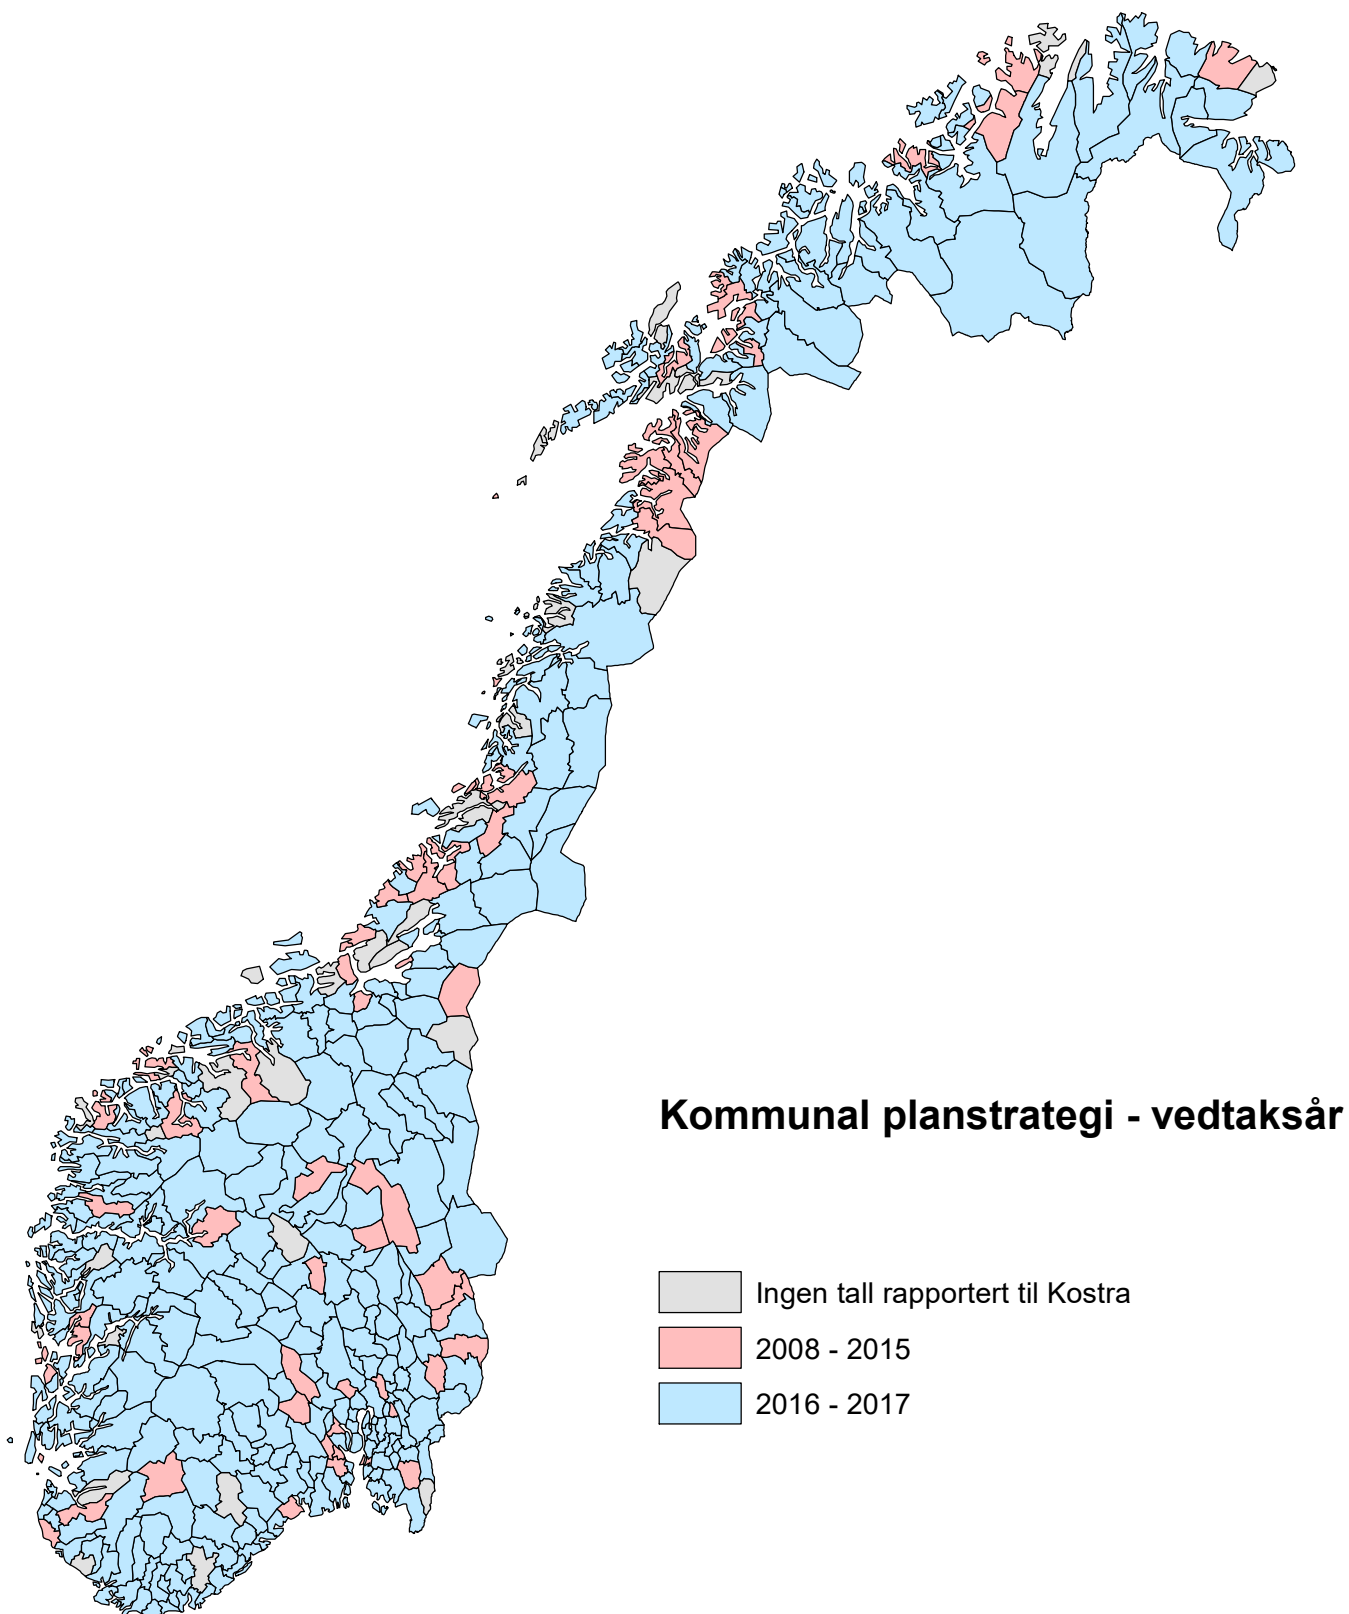 Kommunal planstrategi - vedtaksår
Ingen tall rapportert til Kostra
2008 - 2015
2016 - 2017